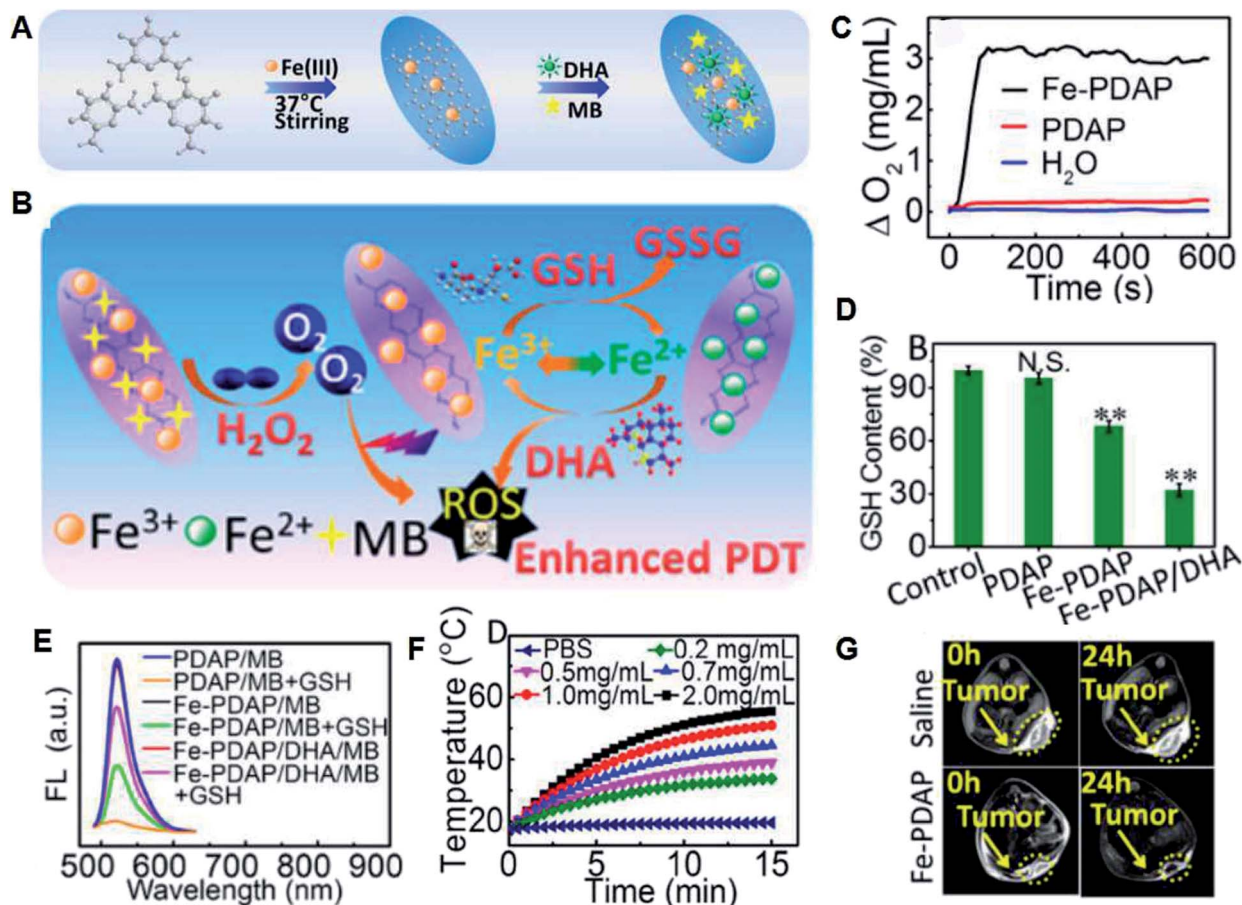 A
Fe(III)
37°C
Stirring
DHA
MB
B
GSH
GSSG
O2
O2
Fe3+
Fe2+
H2O2
DHA
ROS
Fe3+ Fe2+ MB
Enhanced PDT
C
Δ O2 (mg/mL)
3
2
1
0
Fe-PDAP
PDAP
H2O
0 200 400 600
Time (s)
D
B
GSH Content (%)
90
60
30
0
N.S.
**
**
Control
PDAP
Fe-PDAP
Fe-PDAP/DHA
E
FL (a.u.)
PDAP/MB
PDAP/MB+GSH
Fe-PDAP/MB
Fe-PDAP/MB+GSH
Fe-PDAP/DHA/MB
Fe-PDAP/DHA/MB
+GSH
500 600 700 800 900
Wavelength (nm)
F
D
Temperature (°C)
80
60
40
20
PBS 0.2 mg/mL
0.5mg/mL 0.7mg/mL
1.0mg/mL 2.0mg/mL
0 5 10 15
Time (min)
G
Saline
0h
Tumor
24h
Tumor
Fe-PDAP
0h
Tumor
24h
Tumor